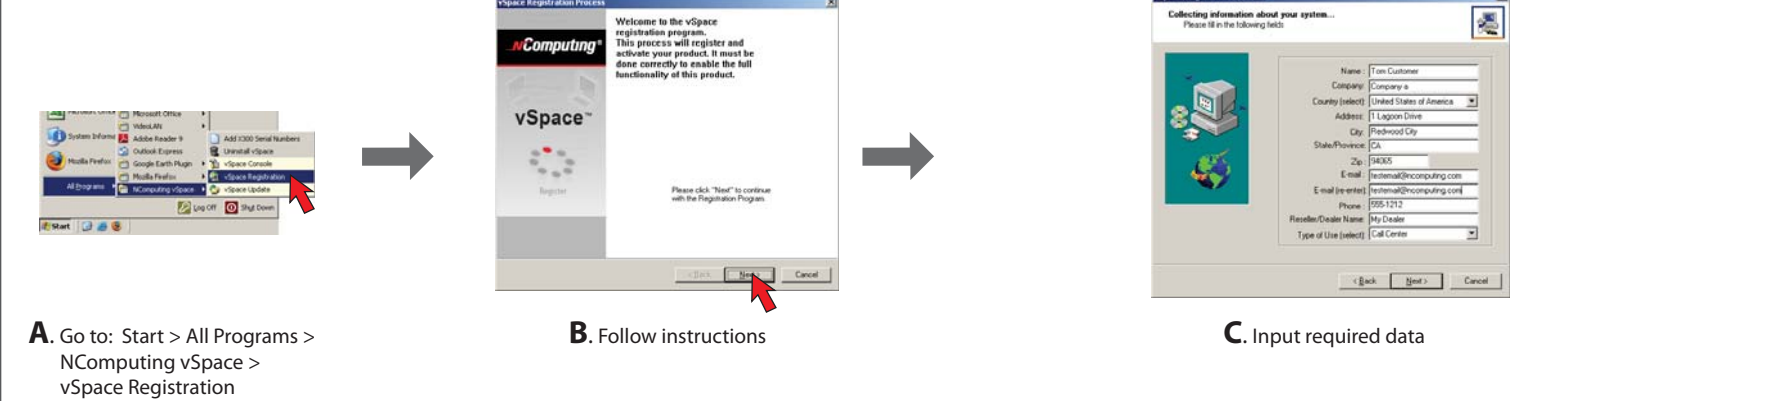 Microsoft Office
VideoLAN
System Informa
Adobe Reader 9
Add X300 Serial Numbers
Outlook Express
Uninstall vSpace
Mozilla Firefox
Google Earth Plugin
vSpace Console
Mozilla Firefox
vSpace Registration
All Programs
NComputing vSpace
vSpace Update
Log Off
Shut Down
Start
A. Go to: Start > All Programs >
NComputing vSpace >
vSpace Registration
vSpace Registration Process
NComputing®
Welcome to the vSpace
registration program.
This process will register and
activate your product. It must be
done correctly to enable the full
functionality of this product.
vSpace™
Register
Please click "Next" to continue
with the Registration Program.
< Back
Next >
Cancel
B. Follow instructions
Collecting information about your system...
Please fill in the following fields
Name : Tom Customer
Company: Company a
Country (select): United States of America
Address: 1 Lagoon Drive
City: Redwood City
State/Province: CA
Zip : 94065
E-mail : testemail@ncomputing.com
E-mail (re-enter): testemail@ncomputing.com
Phone : 555-1212
Reseller/Dealer Name: My Dealer
Type of Use (select): Call Center
< Back
Next >
Cancel
C. Input required data